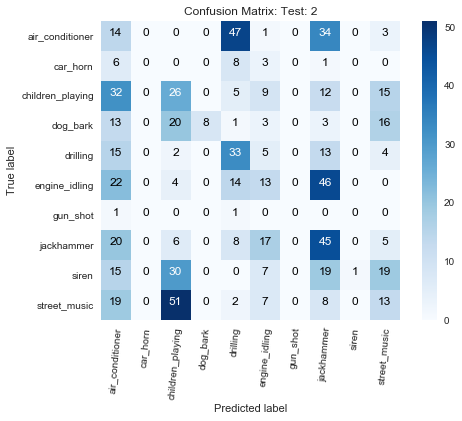 Confusion Matrix: Test: 2
True label
air_conditioner 14 0 0 0 47 1 0 34 0 3
car_horn 6 0 0 0 8 3 0 1 0 0
children_playing 32 0 26 0 5 9 0 12 0 15
dog_bark 13 0 20 8 1 3 0 3 0 16
drilling 15 0 2 0 33 5 0 13 0 4
engine_idling 22 0 4 0 14 13 0 46 0 0
gun_shot 1 0 0 0 1 0 0 0 0 0
jackhammer 20 0 6 0 8 17 0 45 0 5
siren 15 0 30 0 0 7 0 19 1 19
street_music 19 0 51 0 2 7 0 8 0 13
air_conditioner car_horn children_playing dog_bark drilling engine_idling gun_shot jackhammer siren street_music
Predicted label
50
40
30
20
10
0